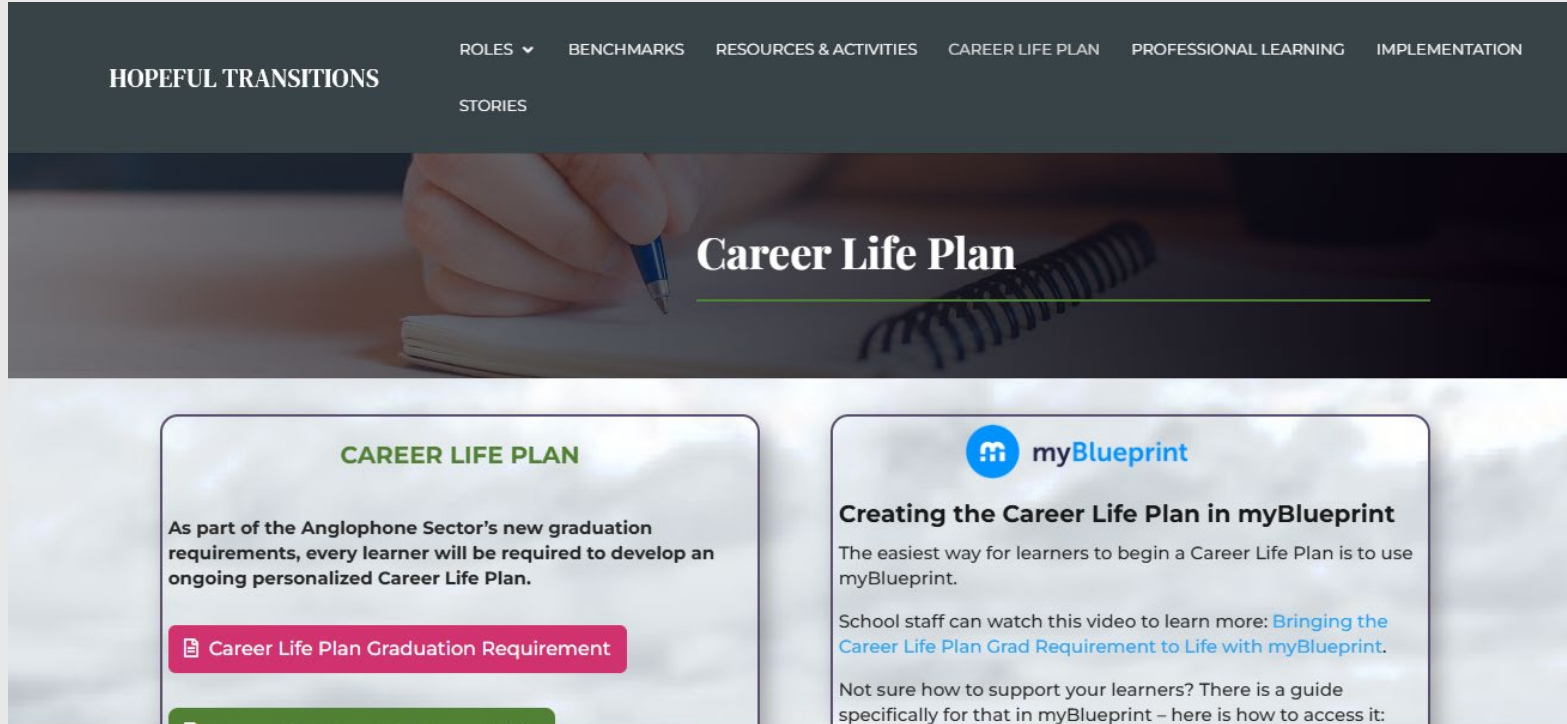 HOPEFUL TRANSITIONS
ROLES
BENCHMARKS
RESOURCES & ACTIVITIES
CAREER LIFE PLAN
PROFESSIONAL LEARNING
IMPLEMENTATION
STORIES
Career Life Plan
CAREER LIFE PLAN
As part of the Anglophone Sector's new graduation
requirements, every learner will be required to develop an
ongoing personalized Career Life Plan.
Career Life Plan Graduation Requirement
myBlueprint
Creating the Career Life Plan in myBlueprint
The easiest way for learners to begin a Career Life Plan is to use
myBlueprint.
School staff can watch this video to learn more: Bringing the
Career Life Plan Grad Requirement to Life with myBlueprint.
Not sure how to support your learners? There is a guide
specifically for that in myBlueprint – here is how to access it: